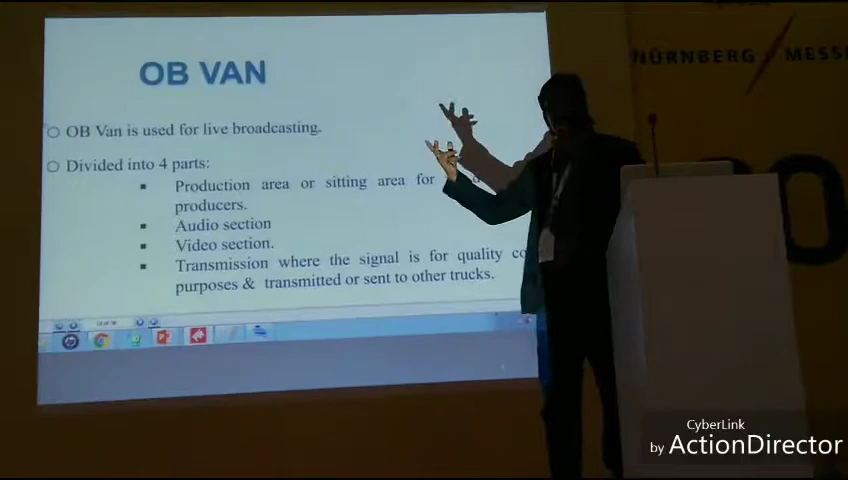 OB VAN
OB Van is used for live broadcasting.
Divided into 4 parts:
Production area or sitting area for
producers.
Audio section
Video section.
Transmission where the signal is for quality co
purposes & transmitted or sent to other trucks.
NÜRNBERG MESSE
CyberLink
by ActionDirector